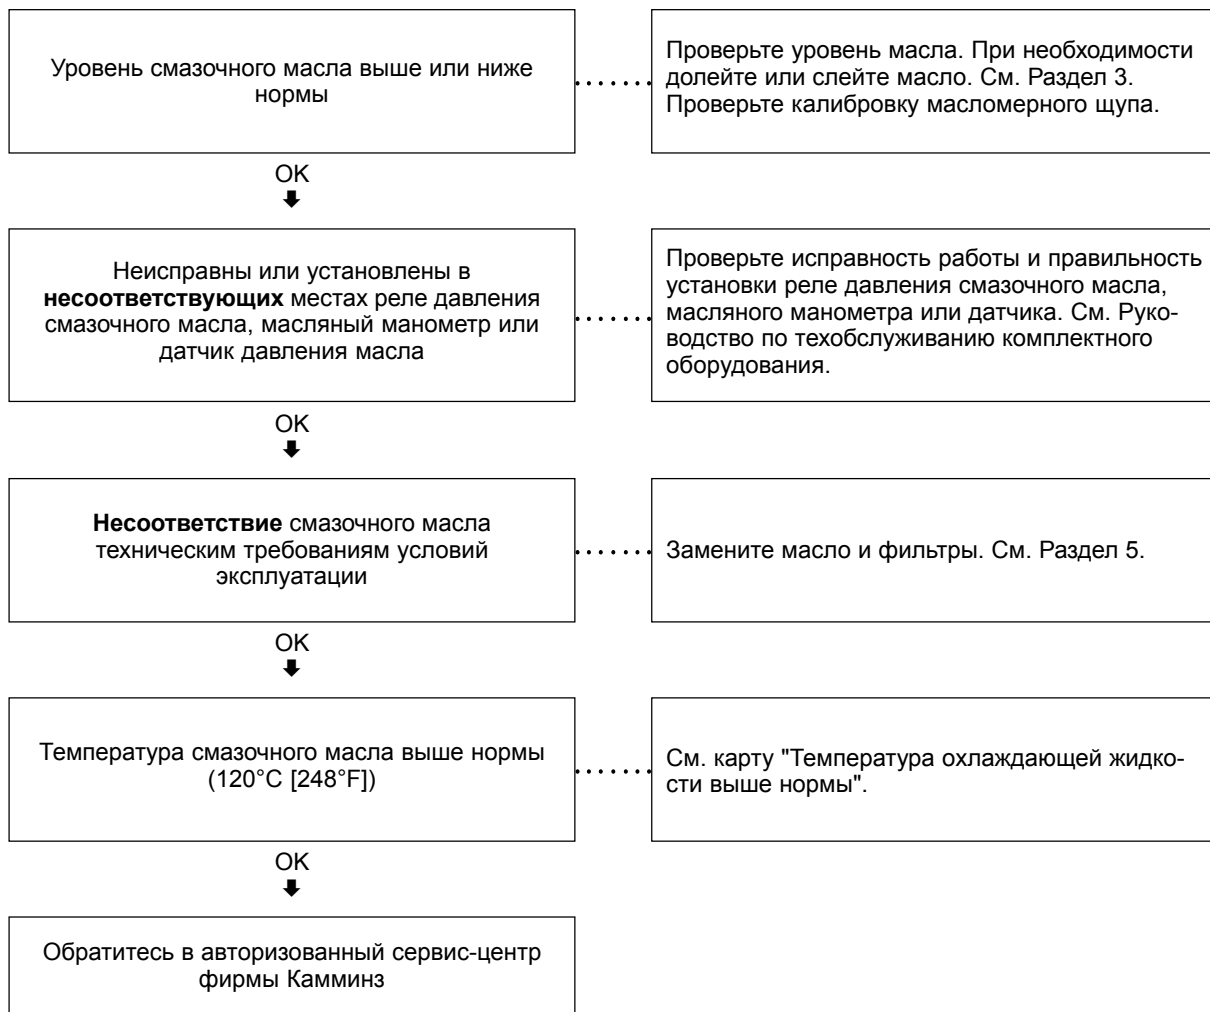 Уровень смазочного масла выше или ниже
нормы
Проверьте уровень масла. При необходимости
долейте или слейте масло. См. Раздел 3.
Проверьте калибровку масломерного щупа.
OK
Неисправны или установлены в
несоответствующих местах реле давления
смазочного масла, масляный манометр или
датчик давления масла
Проверьте исправность работы и правильность
установки реле давления смазочного масла,
масляного манометра или датчика. См. Руко-
водство по техобслуживанию комплектного
оборудования.
OK
Несоответствие смазочного масла
техническим требованиям условий
эксплуатации
Замените масло и фильтры. См. Раздел 5.
OK
Температура смазочного масла выше нормы
(120°C [248°F])
См. карту "Температура охлаждающей жидко-
сти выше нормы".
OK
Обратитесь в авторизованный сервис-центр
фирмы Камминз